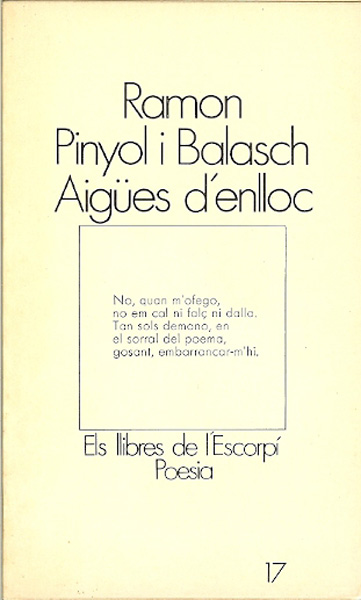 Ramon
Pinyol i Balasch
Aigües d'enlloc
No, quan m'ofego,
no em cal ni falç ni dalla.
Tan sols demano, en
el sorral del poema,
gosant, embarrancar-m'hi.
Els llibres de l'Escorpí
Poesia
17